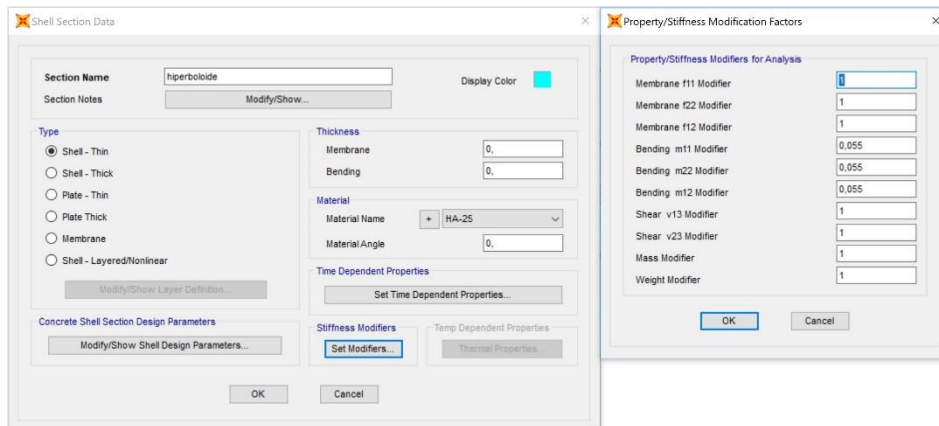 Shell Section Data
Section Name hiperboloide Display Color
Section Notes Modify/Show...
Type
Shell - Thin
Shell - Thick
Plate - Thin
Plate Thick
Membrane
Shell - Layered/Nonlinear
Modify/Show Layer Definition...
Concrete Shell Section Design Parameters
Modify/Show Shell Design Parameters...
Thickness
Membrane 0,
Bending 0,
Material
Material Name + HA-25
Material Angle 0,
Time Dependent Properties
Set Time Dependent Properties...
Stiffness Modifiers
Set Modifiers...
Temp Dependent Properties
Thermal Properties...
OK Cancel
Property/Stiffness Modification Factors
Property/Stiffness Modifiers for Analysis
Membrane f11 Modifier 1
Membrane f22 Modifier 1
Membrane f12 Modifier 1
Bending m11 Modifier 0,055
Bending m22 Modifier 0,055
Bending m12 Modifier 0,055
Shear v13 Modifier 1
Shear v23 Modifier 1
Mass Modifier 1
Weight Modifier 1
OK Cancel